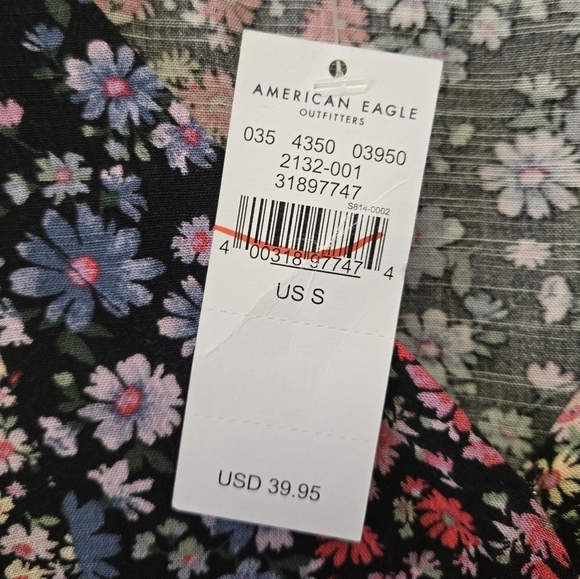 AMERICAN EAGLE
OUTFITTERS
035 4350 03950
2132-001
31897747
S814-0002
4 00318 97747 4
US S
USD 39.95